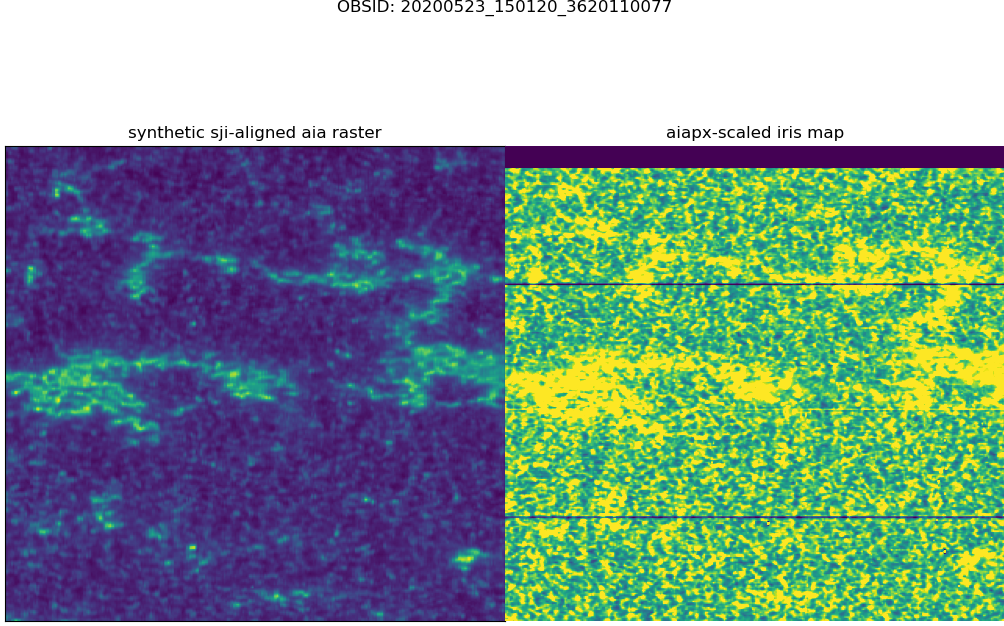 OBSID: 20200523_150120_3620110077
synthetic sji-aligned aia raster
aiapx-scaled iris map